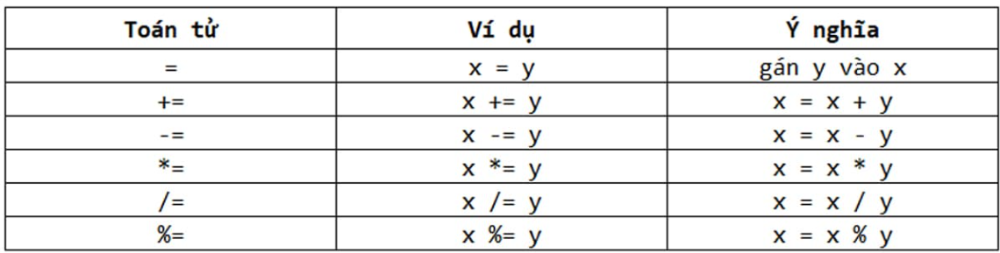 Toán tử Ví dụ Ý nghĩa
= x = y gán y vào x
+= x += y x = x + y
-= x -= y x = x - y
*= x *= y x = x * y
/= x /= y x = x / y
%= x %= y x = x % y